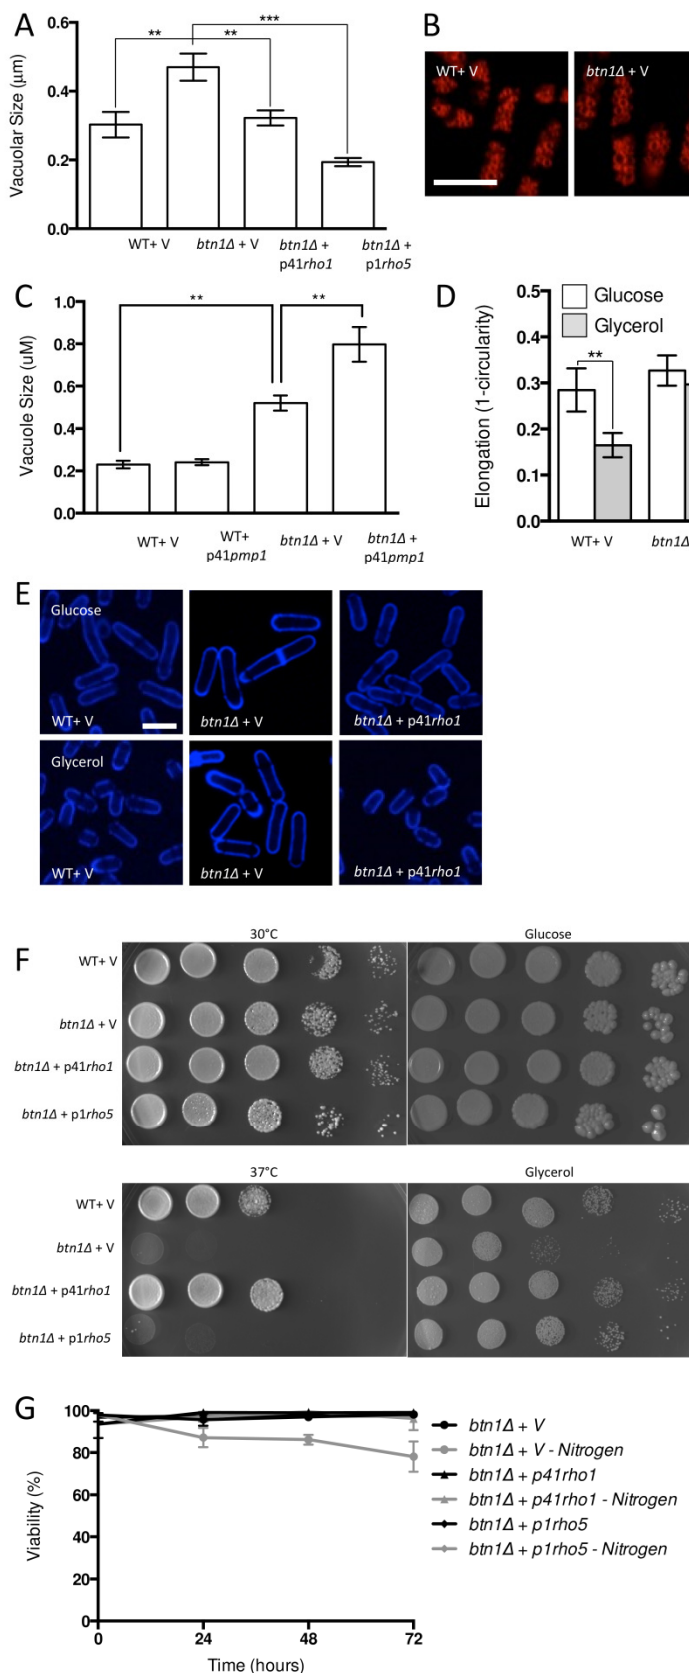 A
Vacuolar Size (µm)
0.6
0.4
0.2
0.0
**
**
***
WT+ V
btn1Δ + V
btn1Δ +
p41rho1
btn1Δ +
p1rho5
B
WT+ V
btn1Δ + V
C
Vacuole Size (uM)
1.0
0.8
0.6
0.4
0.2
0.0
**
**
WT+ V
WT+
p41pmp1
btn1Δ + V
btn1Δ +
p41pmp1
D
Elongation (1-circularity)
0.5
0.4
0.3
0.2
0.1
0.0
Glucose
Glycerol
**
WT+ V
btn1Δ
E
Glucose
WT+ V
btn1Δ + V
btn1Δ + p41rho1
Glycerol
WT+ V
btn1Δ + V
btn1Δ + p41rho1
F
30°C
Glucose
WT+ V
btn1Δ + V
btn1Δ + p41rho1
btn1Δ + p1rho5
37°C
Glycerol
WT+ V
btn1Δ + V
btn1Δ + p41rho1
btn1Δ + p1rho5
G
Viability (%)
100
80
60
40
20
0
0
24
48
72
Time (hours)
btn1Δ + V
btn1Δ + V - Nitrogen
btn1Δ + p41rho1
btn1Δ + p41rho1 - Nitrogen
btn1Δ + p1rho5
btn1Δ + p1rho5 - Nitrogen